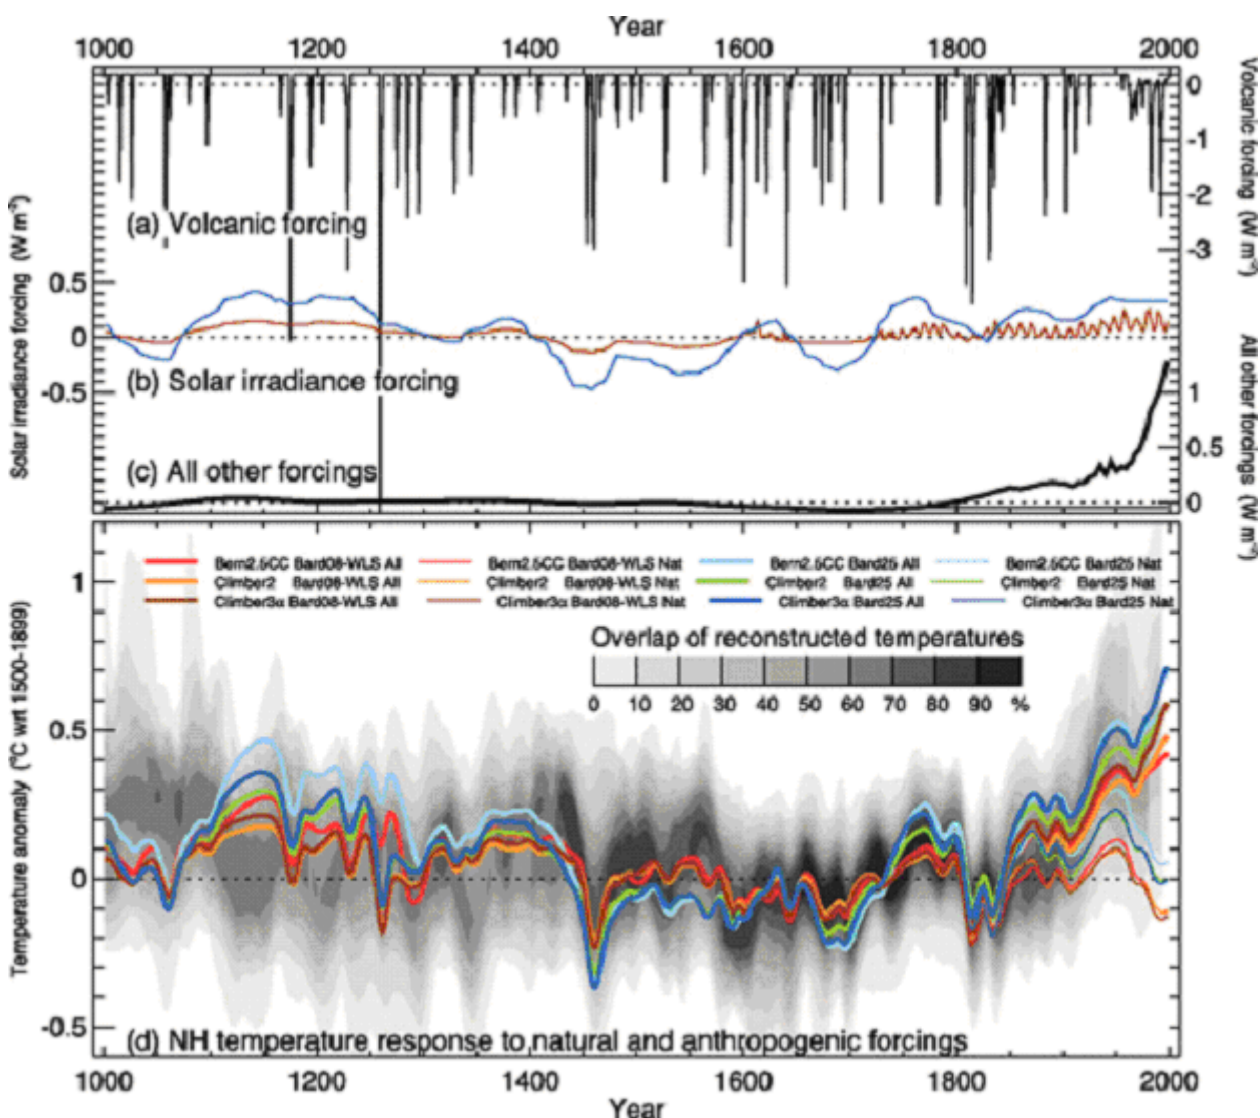 Year
1000 1200 1400 1600 1800 2000
0
-1
-2
-3
Volcanic forcing (W m⁻²)
(a) Volcanic forcing
0.5
0
-0.5
Solar irradiance forcing (W m⁻²)
(b) Solar irradiance forcing
1
0.5
0
All other forcings (W m⁻²)
(c) All other forcings
Bern2.5CC Bard08-WLS All Bern2.5CC Bard08-WLS Nat Bern2.5CC Bard25 All Bern2.5CC Bard25 Nat
Climber2 Bard08-WLS All Climber2 Bard08-WLS Nat Climber2 Bard25 All Climber2 Bard25 Nat
Climber3α Bard08-WLS All Climber3α Bard08-WLS Nat Climber3α Bard25 All Climber3α Bard25 Nat
Overlap of reconstructed temperatures
0 10 20 30 40 50 60 70 80 90 %
1
0.5
0
-0.5
Temperature anomaly (°C wrt 1500-1899)
(d) NH temperature response to natural and anthropogenic forcings
1000 1200 1400 1600 1800 2000
Year